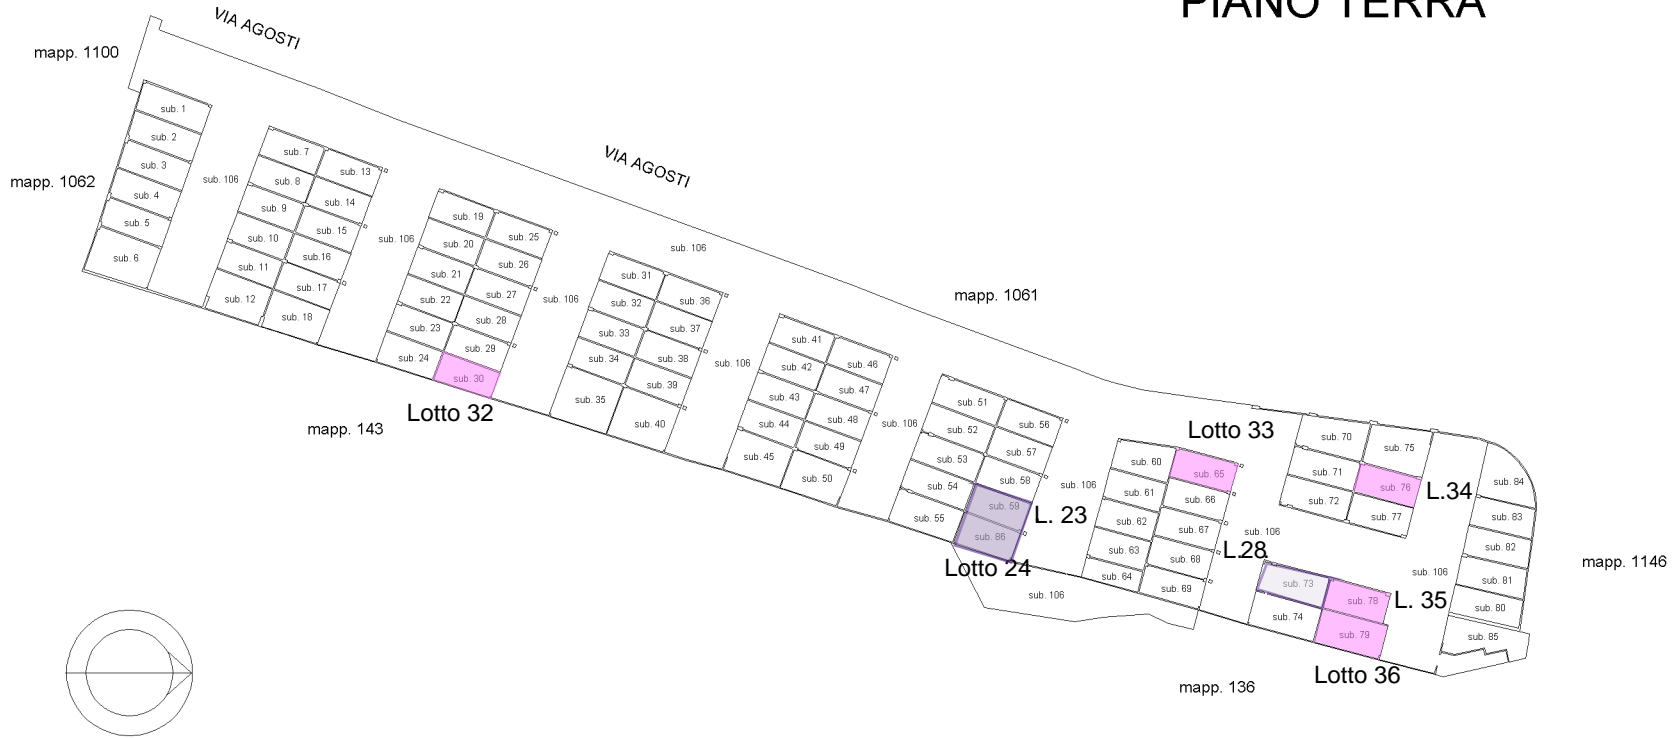 PIANO TERRA
VIA AGOSTI
mapp. 1100
sub. 1
sub. 2
sub. 3
sub. 4
sub. 5
sub. 6
mapp. 1062
sub. 106
sub. 7
sub. 8
sub. 9
sub. 10
sub. 11
sub. 12
sub. 13
sub. 14
sub. 15
sub. 16
sub. 17
sub. 18
sub. 106
sub. 19
sub. 20
sub. 21
sub. 22
sub. 23
sub. 24
sub. 25
sub. 26
sub. 27
sub. 28
sub. 29
sub. 30
Lotto 32
mapp. 143
sub. 106
VIA AGOSTI
sub. 106
sub. 31
sub. 32
sub. 33
sub. 34
sub. 35
sub. 36
sub. 37
sub. 38
sub. 39
sub. 40
sub. 106
sub. 41
sub. 42
sub. 43
sub. 44
sub. 45
sub. 46
sub. 47
sub. 48
sub. 49
sub. 50
sub. 106
mapp. 1061
sub. 51
sub. 52
sub. 53
sub. 54
sub. 55
sub. 56
sub. 57
sub. 58
sub. 59
sub. 86
L. 23
Lotto 24
sub. 106
sub. 106
sub. 60
sub. 61
sub. 62
sub. 63
sub. 64
Lotto 33
sub. 65
sub. 66
sub. 67
sub. 68
sub. 69
sub. 106
L.28
sub. 70
sub. 71
sub. 72
sub. 75
sub. 76
sub. 77
L.34
sub. 73
sub. 74
sub. 78
sub. 79
L. 35
Lotto 36
sub. 106
sub. 84
sub. 83
sub. 82
sub. 81
sub. 80
sub. 85
mapp. 1146
mapp. 136